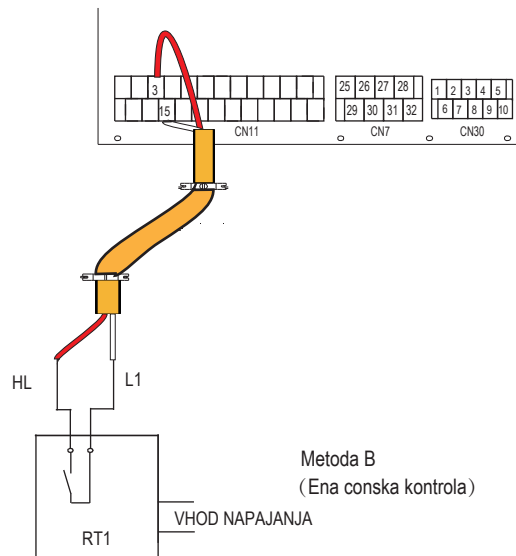 3
15
CN11
25 26 27 28
29 30 31 32
CN7
1 2 3 4 5
6 7 8 9 10
CN30
HL
L1
Metoda B
(Ena conska kontrola)
VHOD NAPAJANJA
RT1